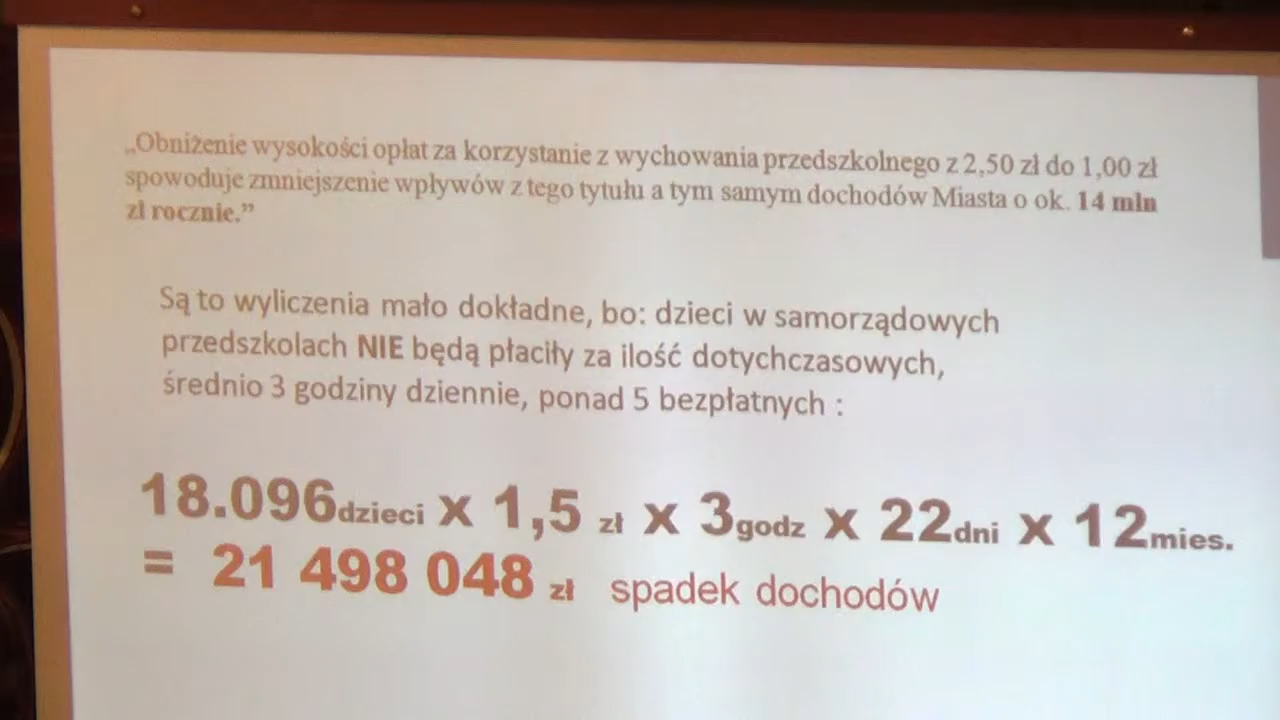 „Obniżenie wysokości opłat za korzystanie z wychowania przedszkolnego z 2,50 zł do 1,00 zł
spowoduje zmniejszenie wpływów z tego tytułu a tym samym dochodów Miasta o ok. 14 mln
zł rocznie.”
Są to wyliczenia mało dokładne, bo: dzieci w samorządowych
przedszkolach NIE będą płaciły za ilość dotychczasowych,
średnio 3 godziny dziennie, ponad 5 bezpłatnych :
18.096dzieci x 1,5 zł x 3godz x 22dni x 12mies.
= 21 498 048 zł spadek dochodów